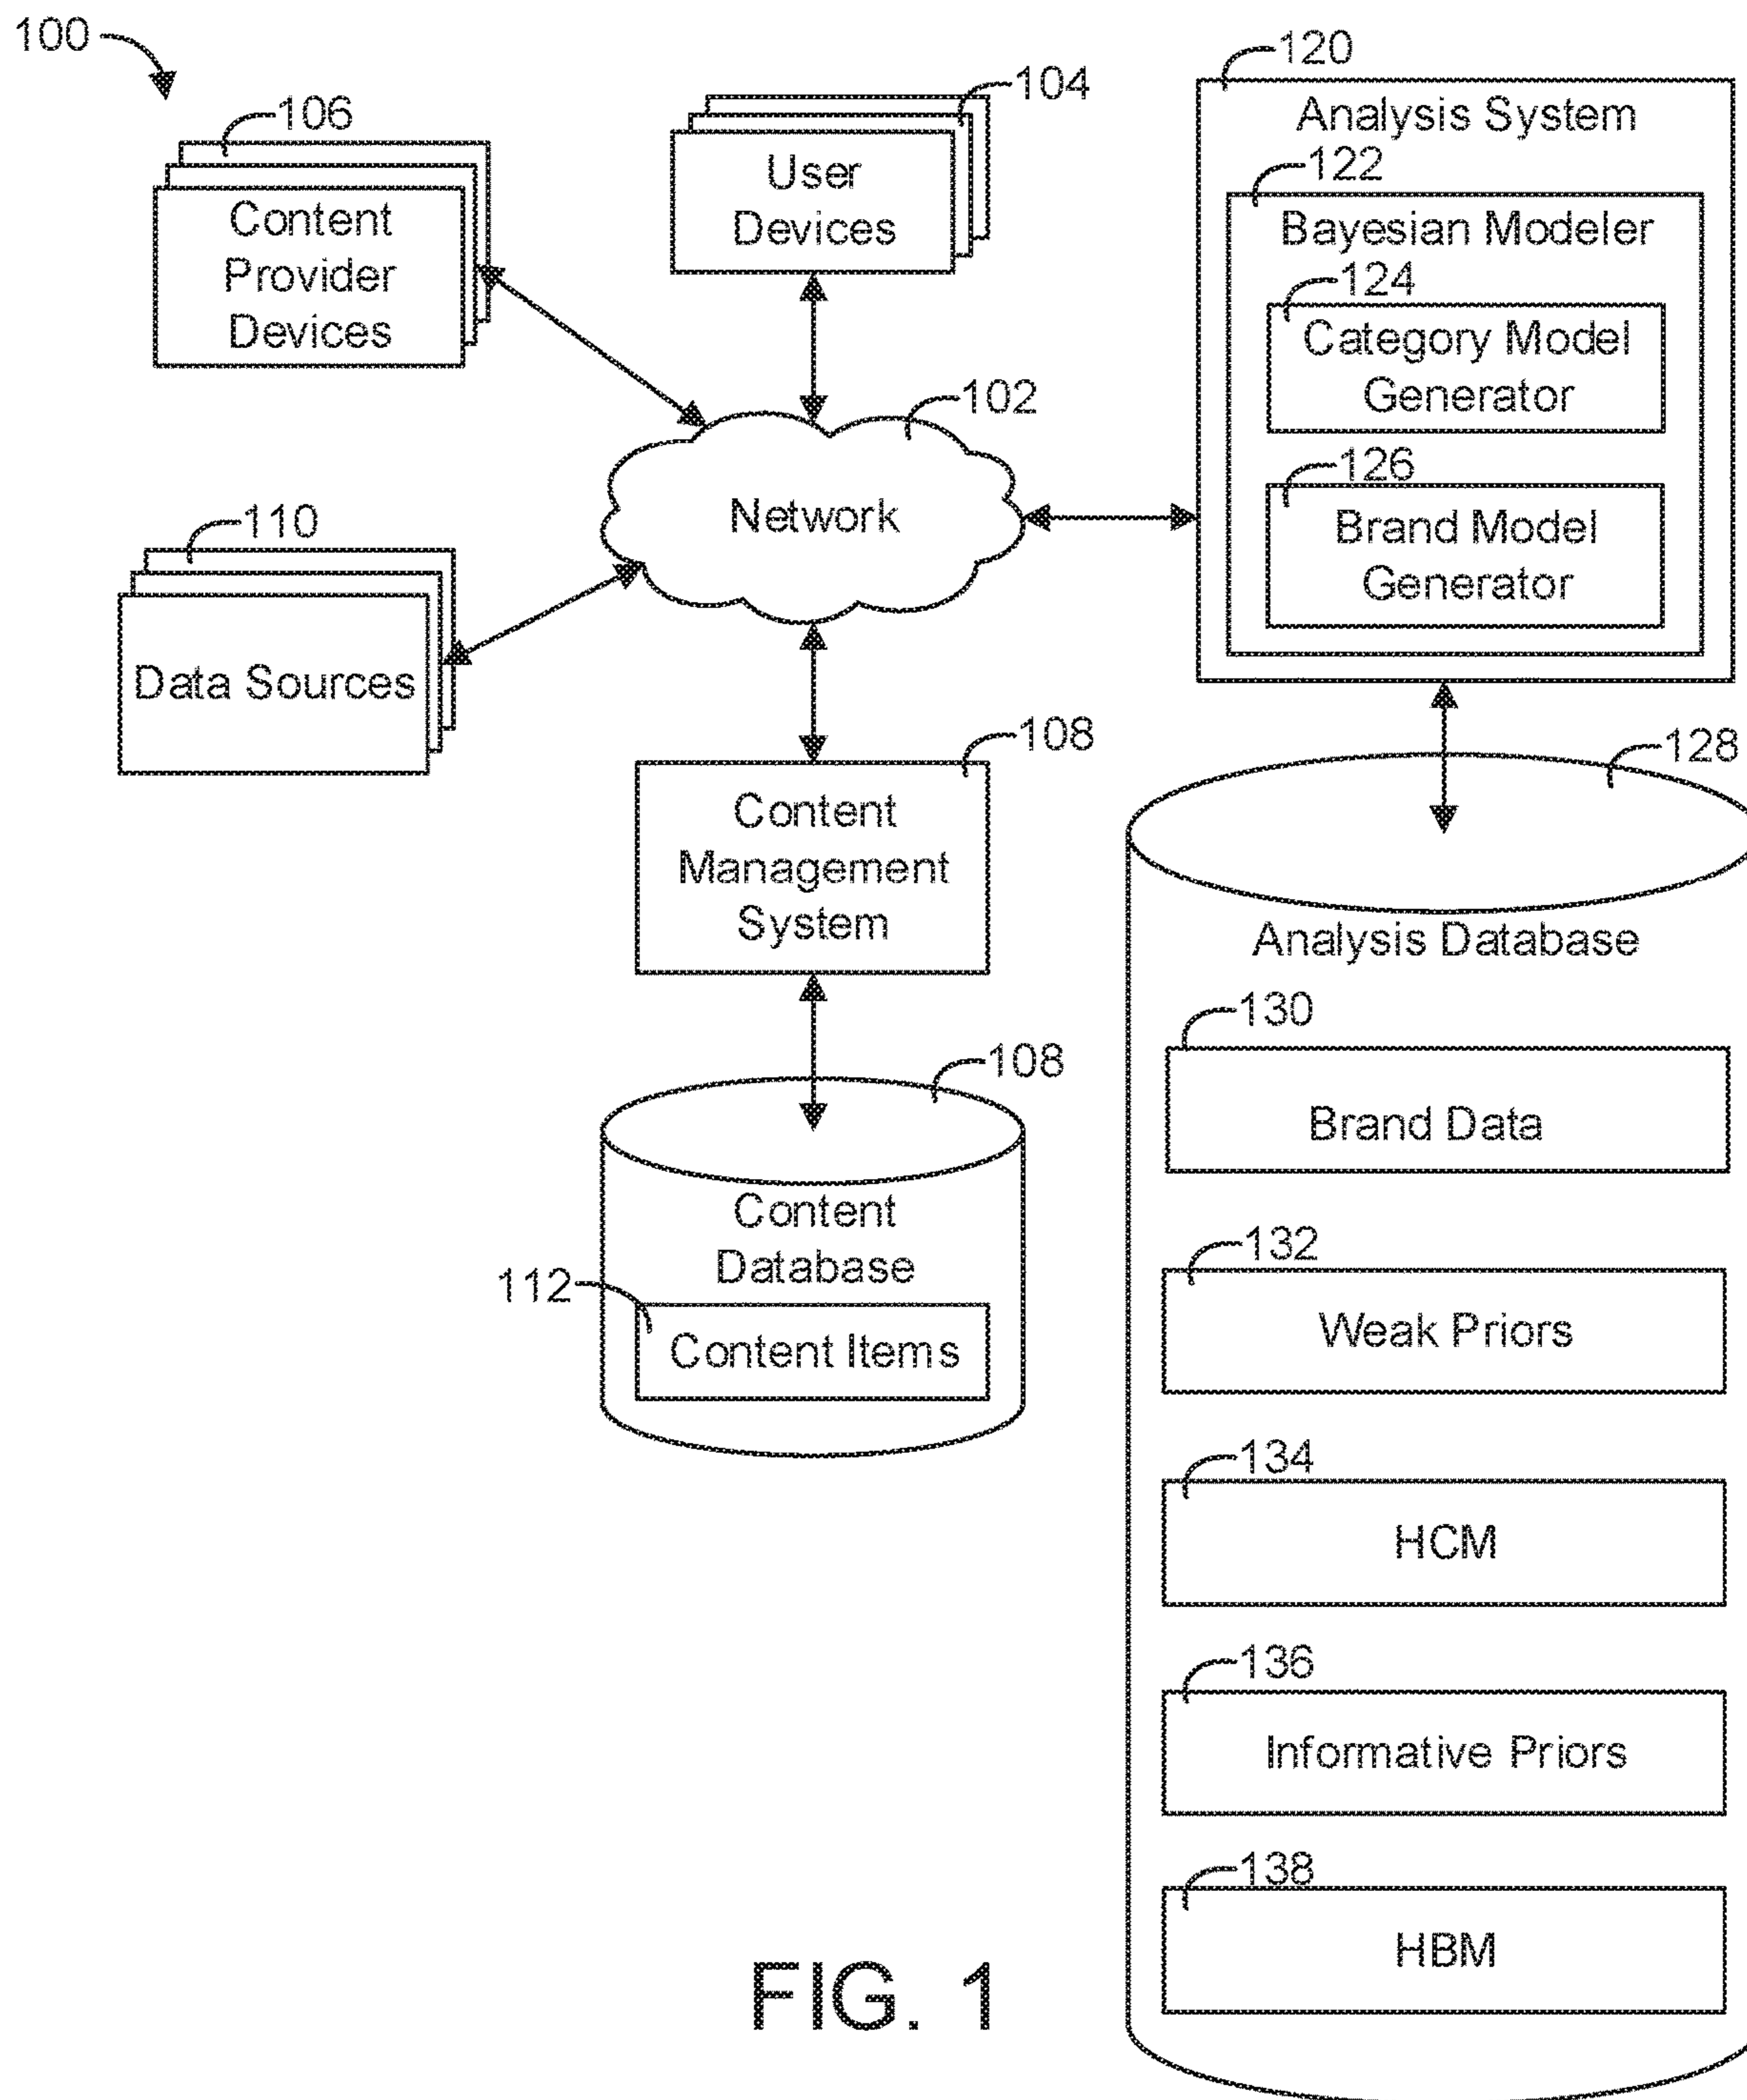 100
106
Content
Provider
Devices
104
User
Devices
120
Analysis System
122
Bayesian Modeler
124
Category Model
Generator
126
Brand Model
Generator
102
Network
110
Data Sources
108
Content
Management
System
108
Content
Database
112
Content Items
128
Analysis Database
130
Brand Data
132
Weak Priors
134
HCM
136
Informative Priors
138
HBM
FIG. 1